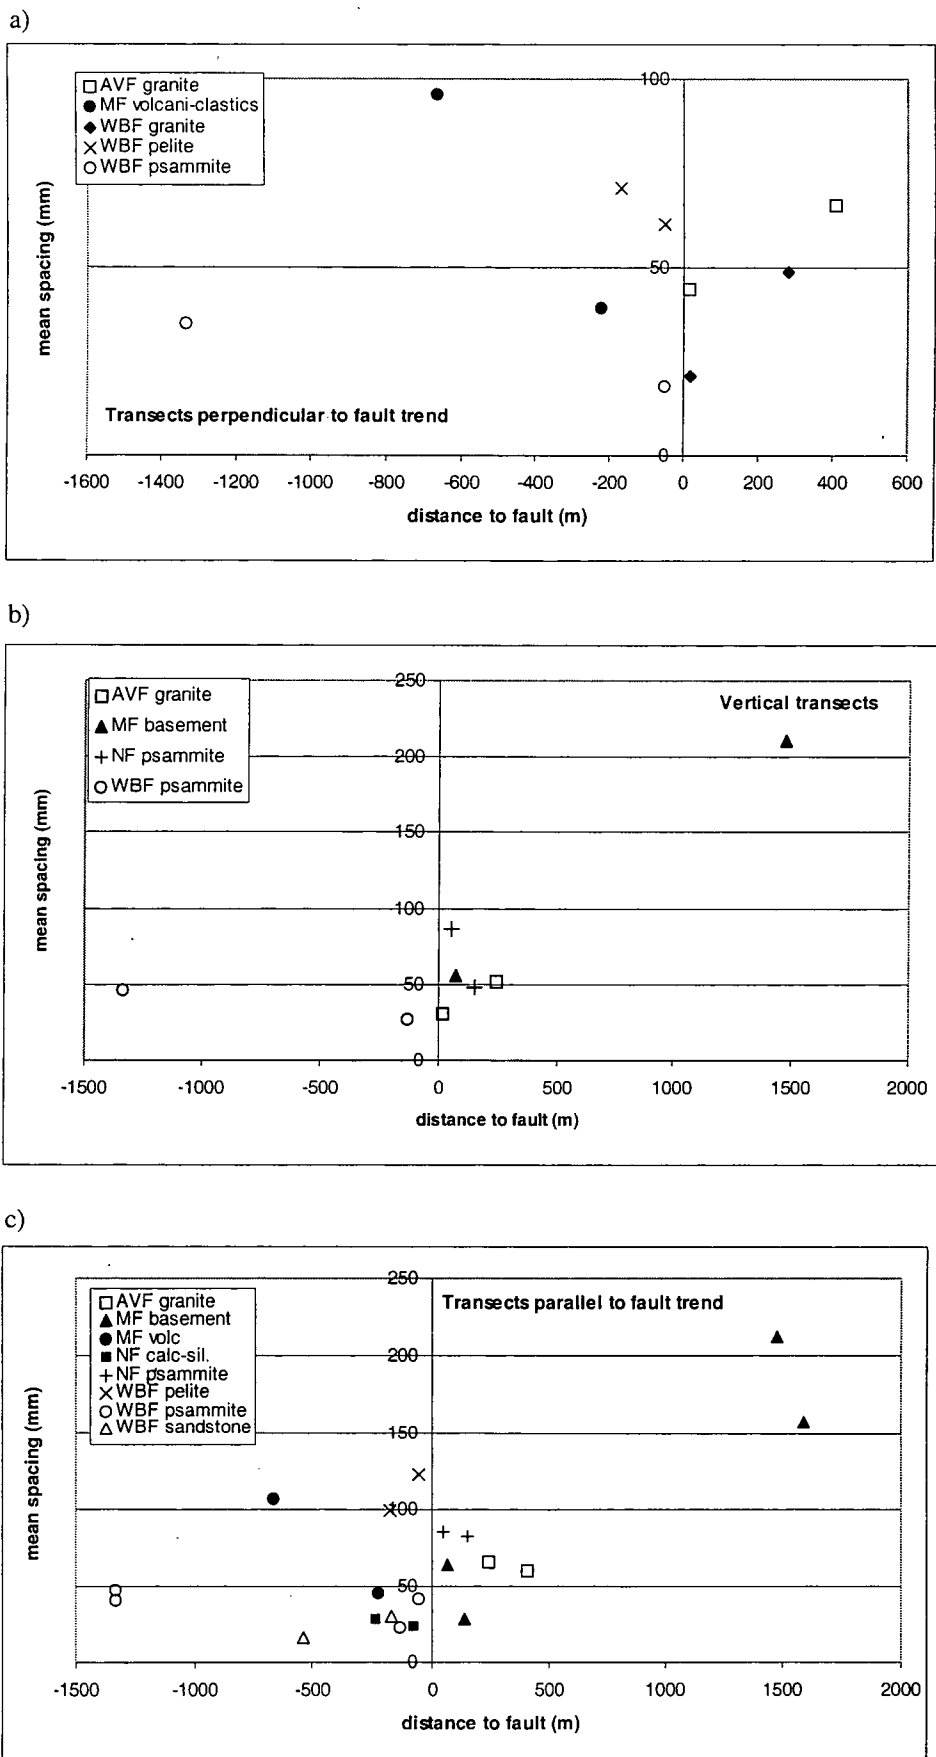 a)
AVF granite
MF volcani-clastics
WBF granite
WBF pelite
WBF psammite
100
50
0
mean spacing (mm)
Transects perpendicular to fault trend
-1600 -1400 -1200 -1000 -800 -600 -400 -200 0 200 400 600
distance to fault (m)
b)
AVF granite
MF basement
NF psammite
WBF psammite
Vertical transects
250
200
150
100
50
0
mean spacing (mm)
-1500 -1000 -500 0 500 1000 1500 2000
distance to fault (m)
c)
AVF granite
MF basement
MF volc
NF calc-sil.
NF psammite
WBF pelite
WBF psammite
WBF sandstone
Transects parallel to fault trend
250
200
150
100
50
0
mean spacing (mm)
-1500 -1000 -500 0 500 1000 1500 2000
distance to fault (m)